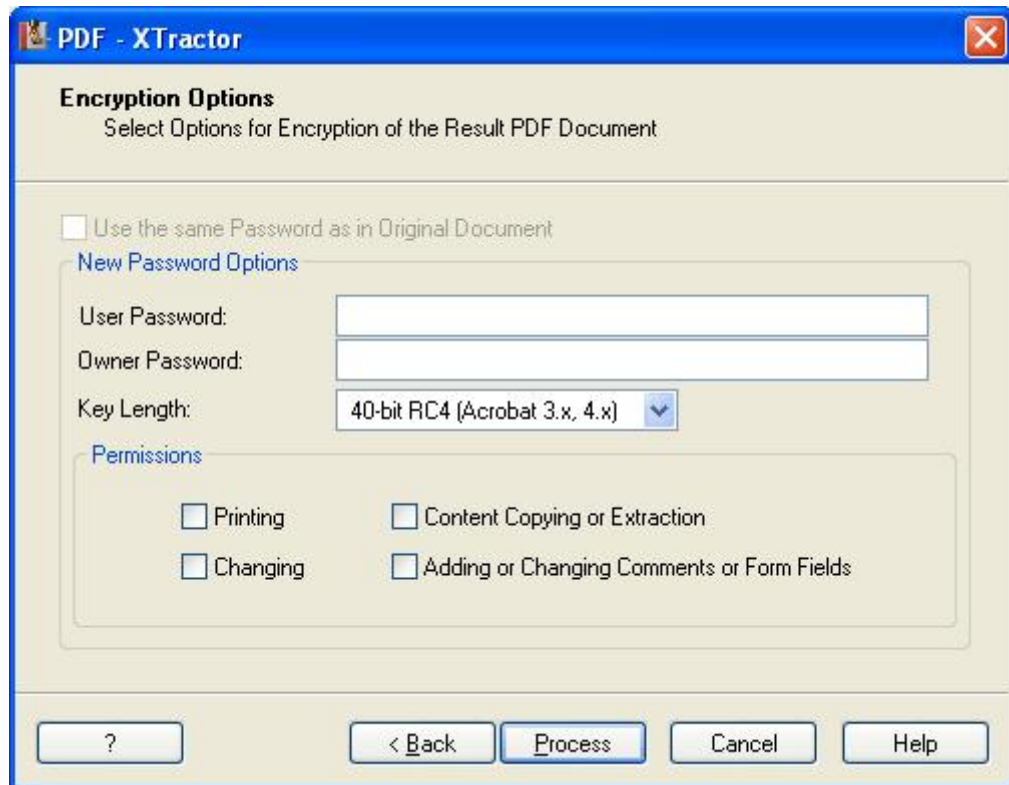 PDF - XTractor
Encryption Options
Select Options for Encryption of the Result PDF Document
Use the same Password as in Original Document
New Password Options
User Password:
Owner Password:
Key Length: 40-bit RC4 (Acrobat 3.x, 4.x)
Permissions
Printing Content Copying or Extraction
Changing Adding or Changing Comments or Form Fields
? < Back Process Cancel Help